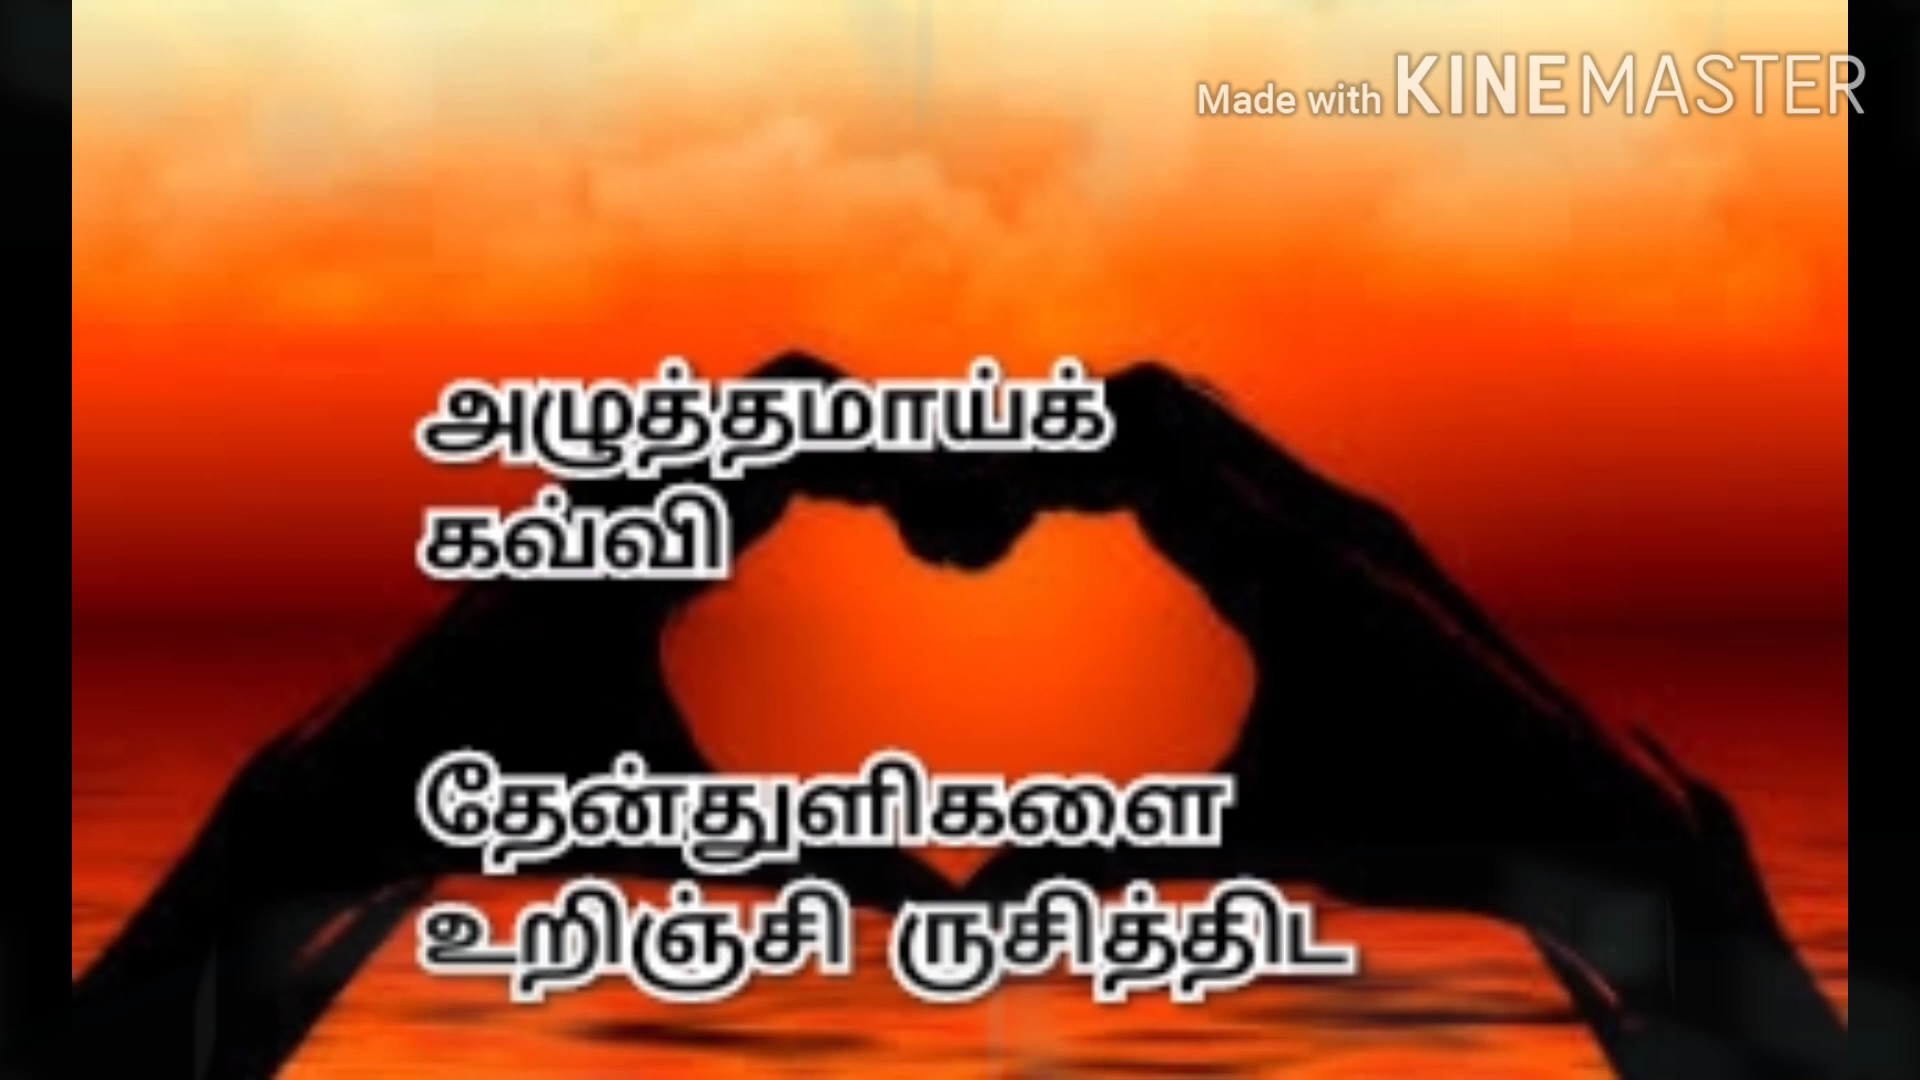 Made with KINEMASTER
அழுத்தமாய்க்
கவ்வி
தேன்துளிகளை
உறிஞ்சி ருசித்திட